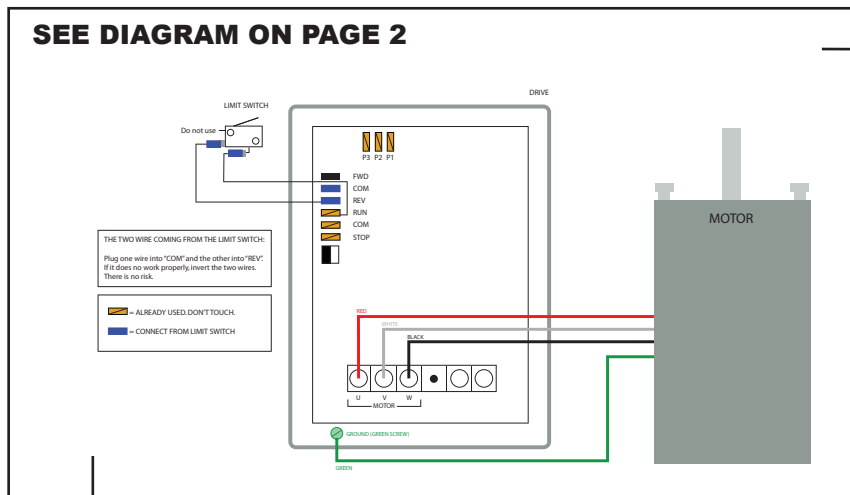 SEE DIAGRAM ON PAGE 2
DRIVE
LIMIT SWITCH
Do not use
P3 P2 P1
FWD
COM
REV
RUN
COM
STOP
MOTOR
THE TWO WIRE COMING FROM THE LIMIT SWITCH:
Plug one wire into "COM" and the other into "REV".
If it does no work properly, invert the two wires.
There is no risk.
= ALREADY USED. DON'T TOUCH.
= CONNECT FROM LIMIT SWITCH
RED
WHITE
BLACK
U V W
MOTOR
GROUND (GREEN SCREW)
GREEN